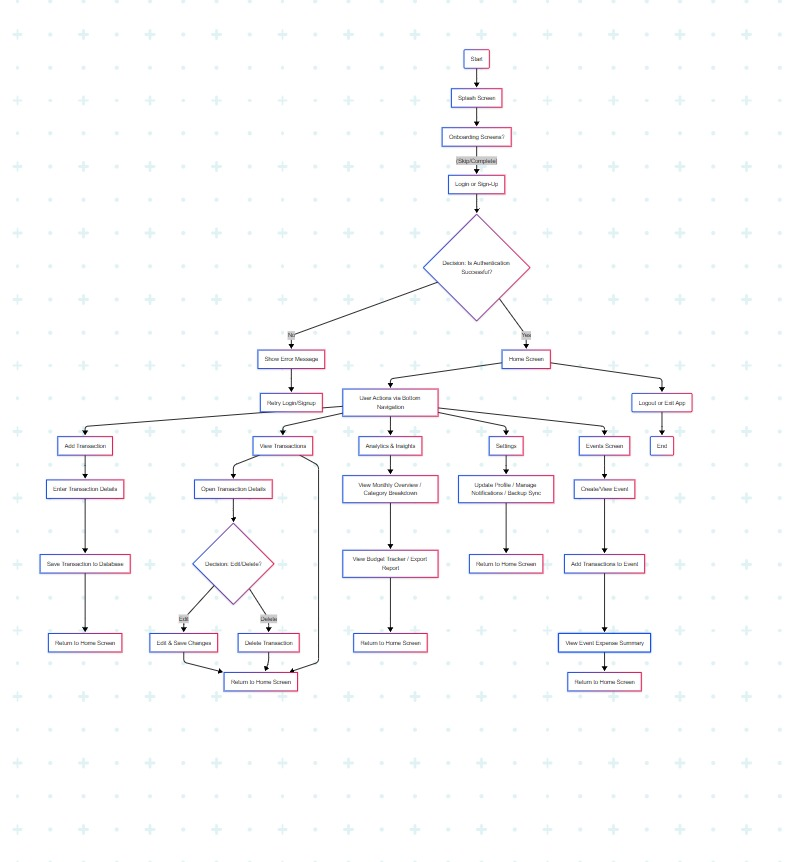 Start
Splash Screen
Onboarding Screens?
(Skip/Complete)
Login or Sign-Up
Decision: Is Authentication
Successful?
No
Yes
Show Error Message
Home Screen
Retry Login/Signup
User Actions via Bottom
Navigation
Logout or Exit App
Add Transaction
View Transactions
Analytics & Insights
Settings
Events Screen
End
Enter Transaction Details
Open Transaction Details
View Monthly Overview /
Category Breakdown
Update Profile / Manage
Notifications / Backup Sync
Create/View Event
Save Transaction to Database
Decision: Edit/Delete?
View Budget Tracker / Export
Report
Return to Home Screen
Add Transactions to Event
Edit
Delete
Return to Home Screen
Edit & Save Changes
Delete Transaction
Return to Home Screen
View Event Expense Summary
Return to Home Screen
Return to Home Screen